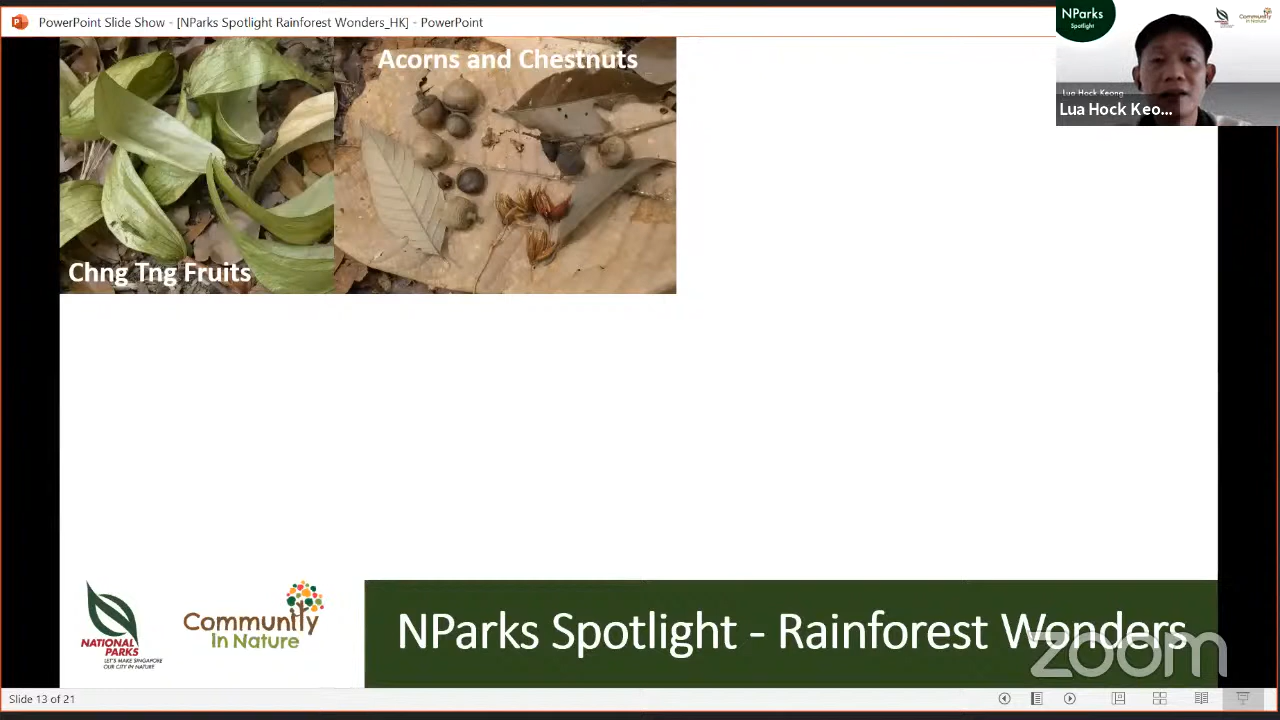 PowerPoint Slide Show - [NParks Spotlight Rainforest Wonders_HK] - PowerPoint
NParks
Spotlight
Community
in Nature
Lua Hock Keong
Lua Hock Keo...
Acorns and Chestnuts
Chng Tng Fruits
NATIONAL
PARKS
LET'S MAKE SINGAPORE
OUR CITY IN NATURE
Community
in Nature
NParks Spotlight - Rainforest Wonders
zoom
Slide 13 of 21